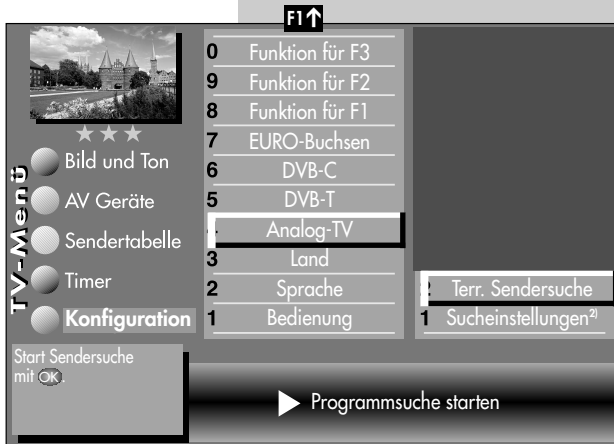 F1↑
TV-Menü
Bild und Ton
AV Geräte
Sendertabelle
Timer
Konfiguration
0 Funktion für F3
9 Funktion für F2
8 Funktion für F1
7 EURO-Buchsen
6 DVB-C
5 DVB-T
4 Analog-TV
3 Land
2 Sprache
1 Bedienung
2 Terr. Sendersuche
1 Sucheinstellungen²⁾
Start Sendersuche
mit OK.
Programmsuche starten